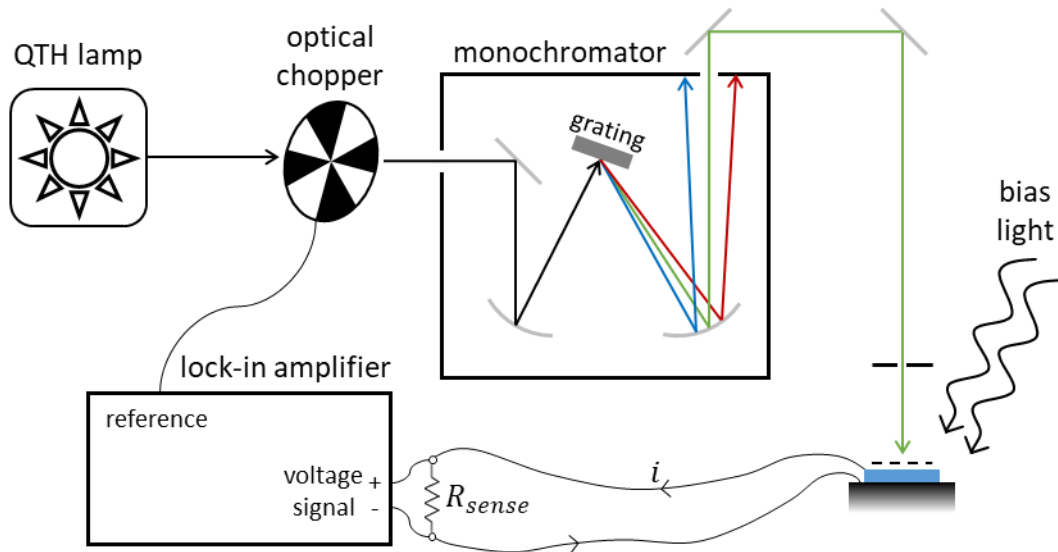 QTH lamp
optical
chopper
monochromator
grating
bias
light
lock-in amplifier
reference
voltage +
signal -
R_sense
i